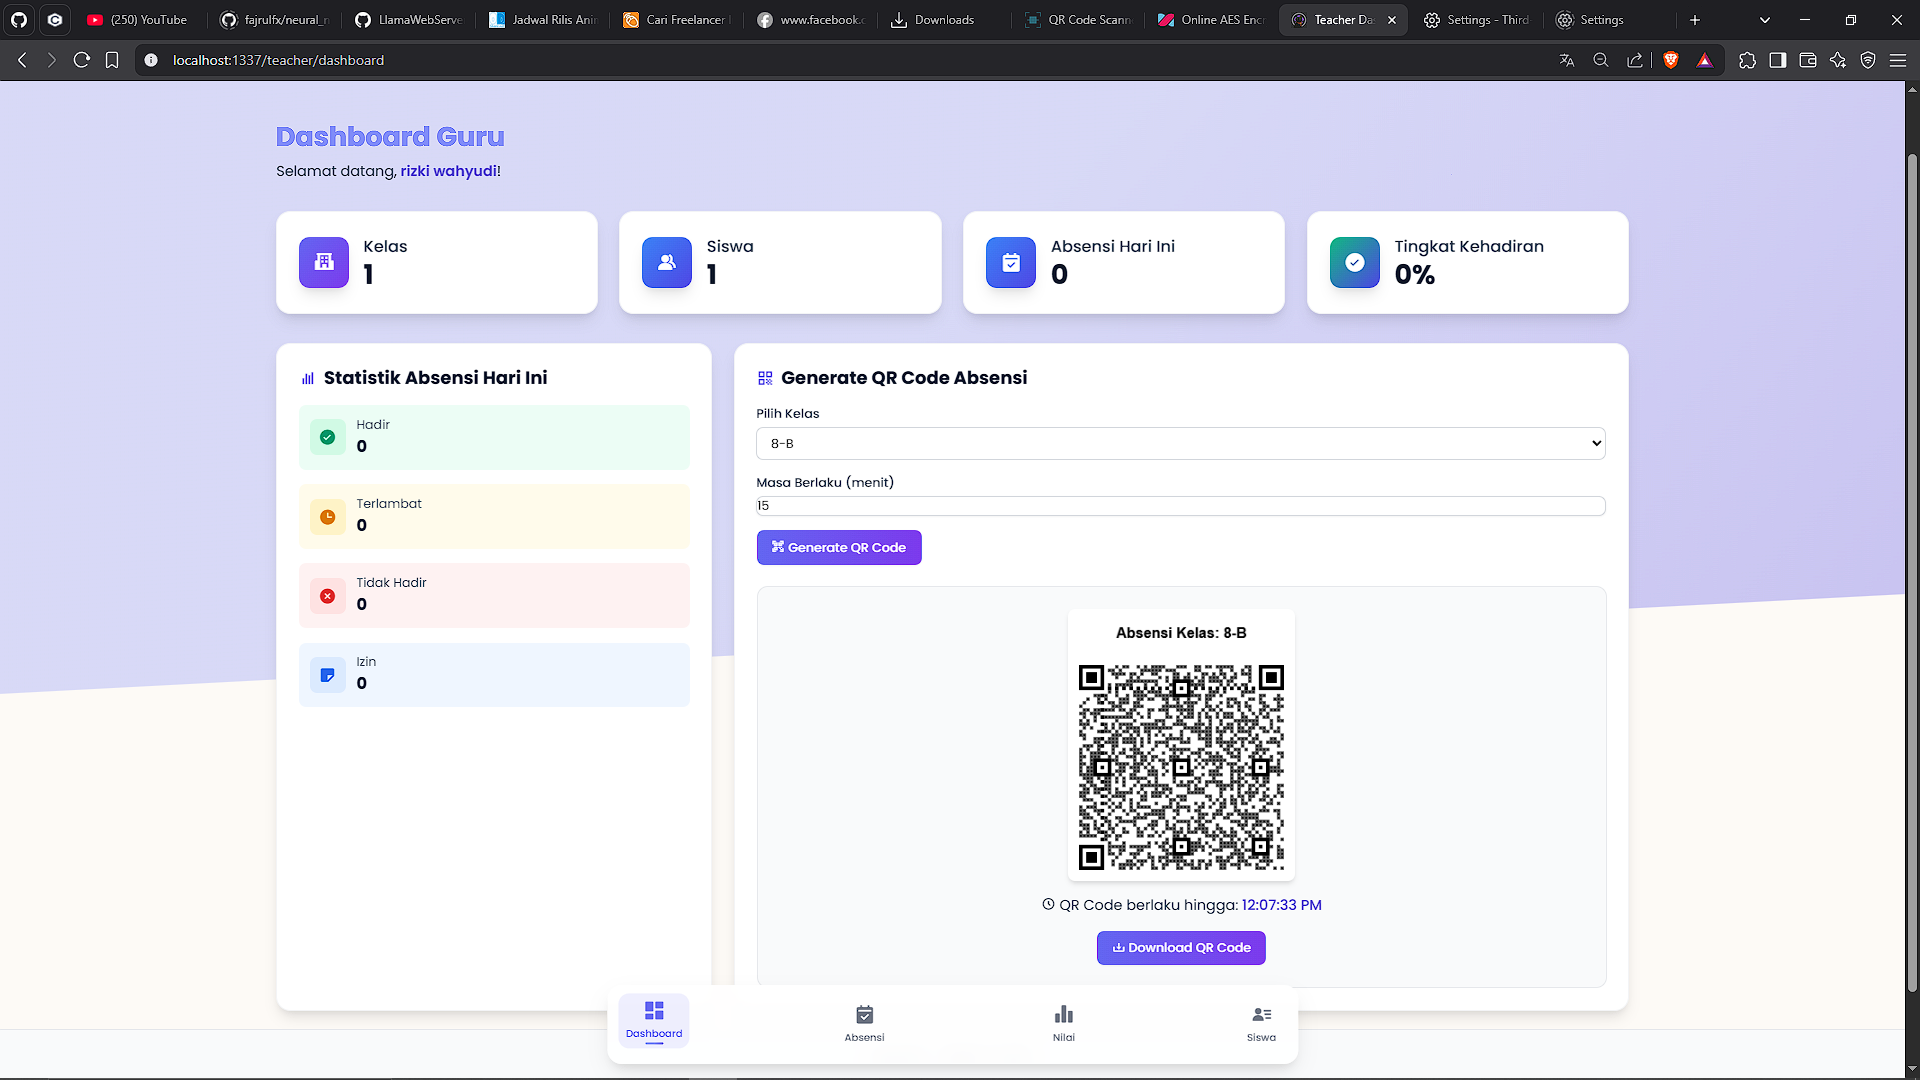 (250) YouTube
fajrulfx/neural_n
LlamaWebServe
Jadwal Rilis Anin
Cari Freelancer
www.facebook.c
Downloads
QR Code Scann
Online AES Encr
Teacher Da
Settings - Third
Settings
localhost:1337/teacher/dashboard
Dashboard Guru
Selamat datang, rizki wahyudi!
Kelas
1
Siswa
1
Absensi Hari Ini
0
Tingkat Kehadiran
0%
Statistik Absensi Hari Ini
Hadir
0
Terlambat
0
Tidak Hadir
0
Izin
0
Generate QR Code Absensi
Pilih Kelas
8-B
Masa Berlaku (menit)
15
Generate QR Code
Absensi Kelas: 8-B
QR Code berlaku hingga: 12:07:33 PM
Download QR Code
Dashboard
Absensi
Nilai
Siswa